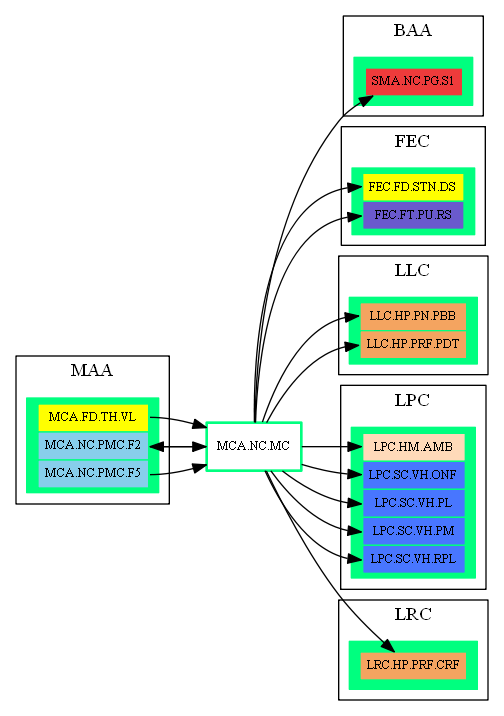 BAA
SMA.NC.PG.S1
FEC
FEC.FD.STN.DS
FEC.FT.PU.RS
LLC
LLC.HP.PN.PBB
LLC.HP.PRF.PDT
MAA
MCA.FD.TH.VL
MCA.NC.PMC.F2
MCA.NC.PMC.F5
MCA.NC.MC
LPC
LPC.HM.AMB
LPC.SC.VH.ONF
LPC.SC.VH.PL
LPC.SC.VH.PM
LPC.SC.VH.RPL
LRC
LRC.HP.PRF.CRF